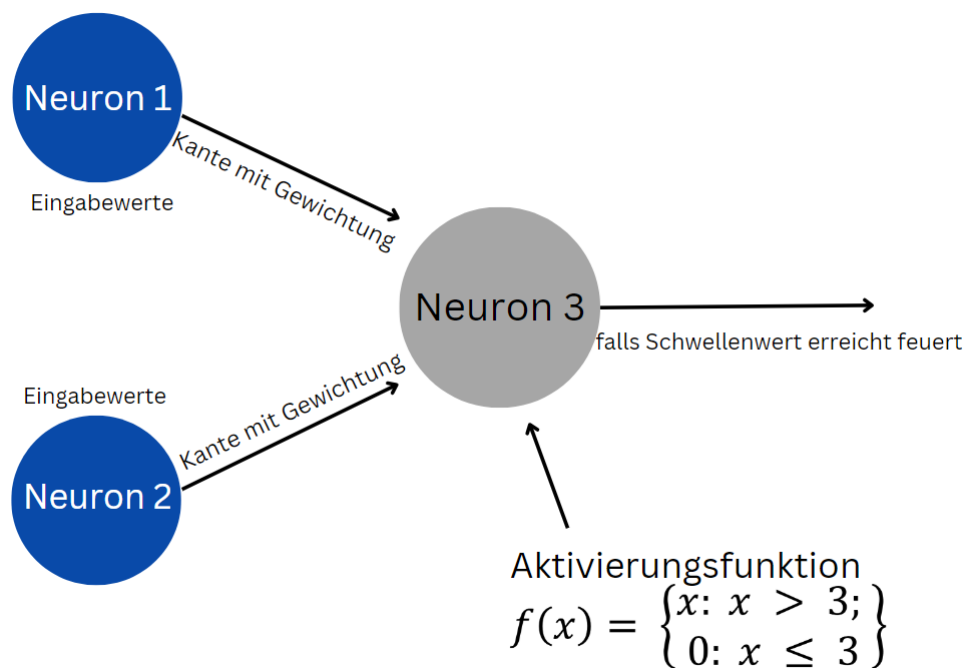 Neuron 1
Kante mit Gewichtung
Eingabewerte
Neuron 3
falls Schwellenwert erreicht feuert
Eingabewerte
Kante mit Gewichtung
Neuron 2
Aktivierungsfunktion
f(x) = {x: x > 3;
0: x ≤ 3}